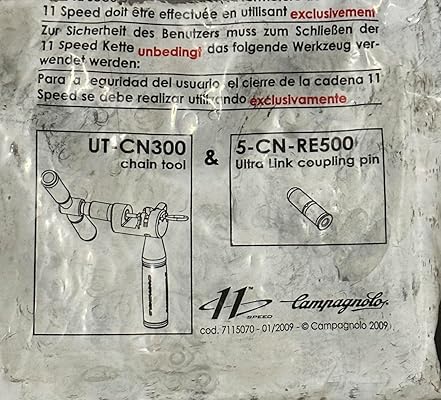 11 Speed doit être effectuée en utilisant exclusivement
Zur Sicherheit des Benutzers muss zum Schließen der
11 Speed Kette unbedingt das folgende Werkzeug ver-
wendet werden:
Para la seguridad del usuario el cierre de la cadena 11
Speed se debe realizar utilizando exclusivamente
UT-CN300
chain tool
&
5-CN-RE500
Ultra Link coupling pin
11™
SPEED
Campagnolo®
cod. 7115070 - 01/2009 - © Campagnolo 2009